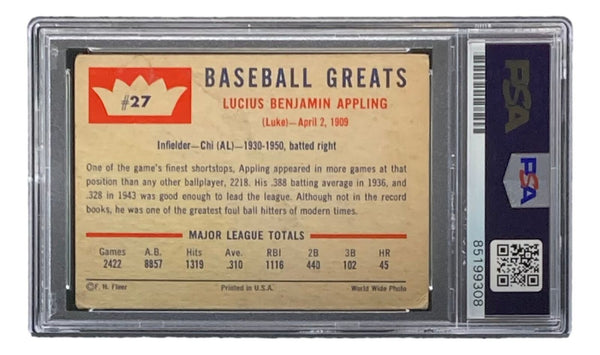 #27
BASEBALL GREATS
LUCIUS BENJAMIN APPLING
(Luke)—April 2, 1909
Infielder—Chi (AL)—1930-1950, batted right
One of the game's finest shortstops, Appling appeared in more games at that
position than any other ballplayer, 2218. His .388 batting average in 1936, and
.328 in 1943 was good enough to lead the league. Although not in the record
books, he was one of the greatest foul ball hitters of modern times.
MAJOR LEAGUE TOTALS
Games A.B. Hits Ave. RBI 2B 3B HR
2422 8857 1319 .310 1116 440 102 45
©F. H. Fleer Printed in U.S.A. World Wide Photo
PSA
PSA
85199308